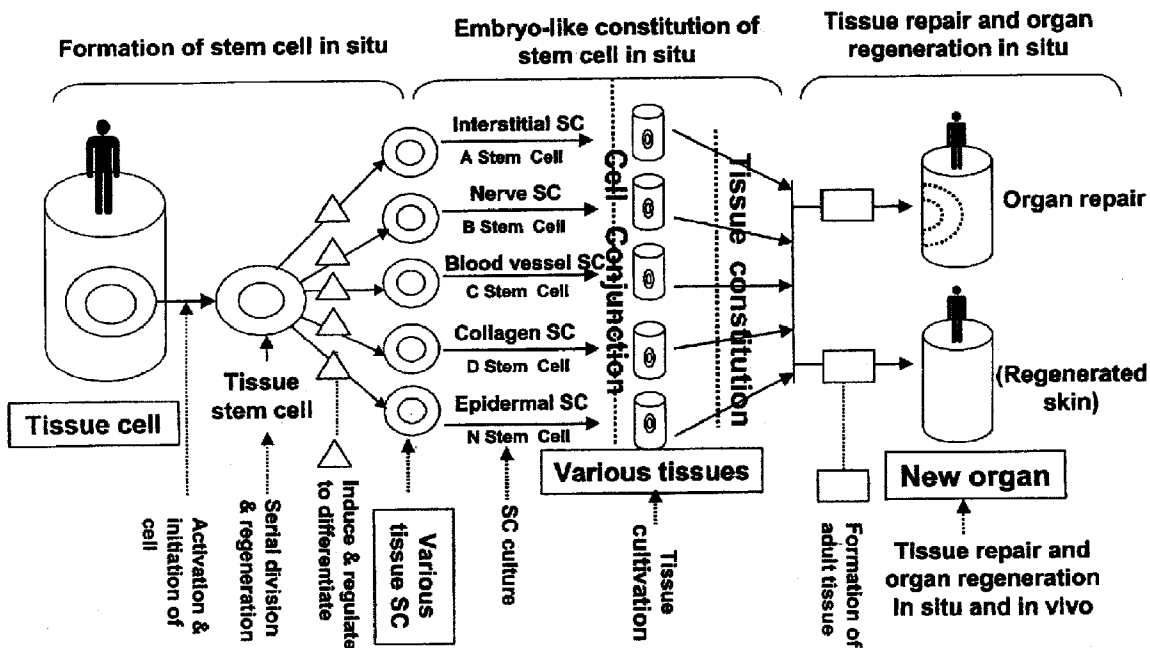 Formation of stem cell in situ
Embryo-like constitution of
stem cell in situ
Tissue repair and organ
regeneration in situ
Interstitial SC
A Stem Cell
Nerve SC
B Stem Cell
Blood vessel SC
C Stem Cell
Collagen SC
D Stem Cell
Epidermal SC
N Stem Cell
Cell Conjunction
Tissue constitution
Organ repair
(Regenerated
skin)
Tissue cell
Tissue
stem cell
Various tissues
New organ
Activation &
initiation of
cell
Serial division
& regeneration
Induce & regulate
to differentiate
Various
tissue SC
SC culture
Tissue
cultivation
Formation of
adult tissue
Tissue repair and
organ regeneration
In situ and in vivo